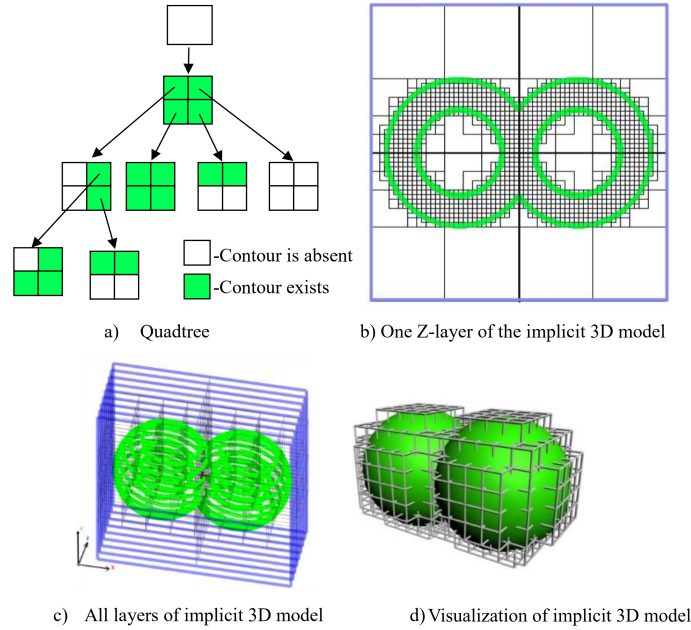 -Contour is absent
-Contour exists
a) Quadtree
b) One Z-layer of the implicit 3D model
c) All layers of implicit 3D model
d) Visualization of implicit 3D model